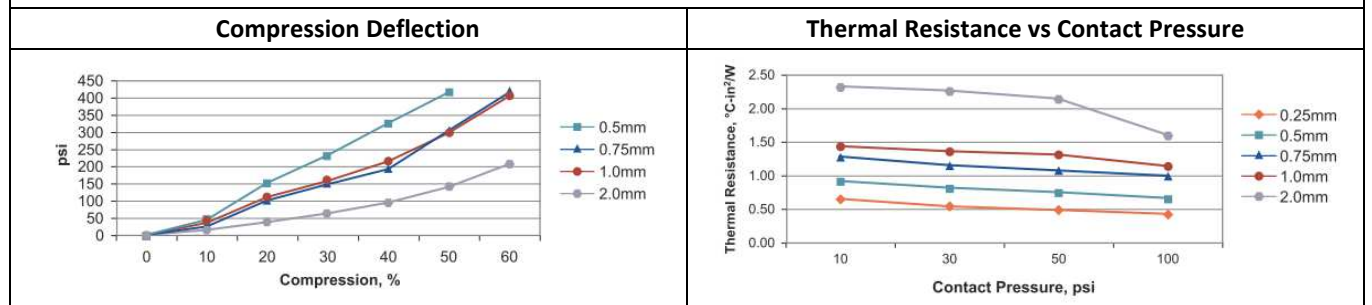 Compression Deflection
Thermal Resistance vs Contact Pressure
450
400
350
300
250
200
150
100
50
0
psi
0 10 20 30 40 50 60
Compression, %
0.5mm
0.75mm
1.0mm
2.0mm
Thermal Resistance, °C-in²/W
2.50
2.00
1.50
1.00
0.50
0.00
10 30 50 100
Contact Pressure, psi
0.25mm
0.5mm
0.75mm
1.0mm
2.0mm